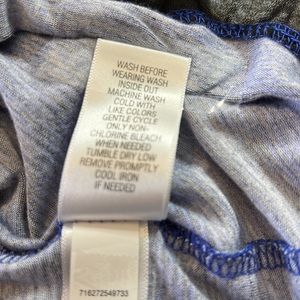 WASH BEFORE
WEARING WASH
INSIDE OUT
MACHINE WASH
COLD WITH
LIKE COLORS
GENTLE CYCLE
ONLY NON-
CHLORINE BLEACH
WHEN NEEDED
TUMBLE DRY LOW
REMOVE PROMPTLY
COOL IRON
IF NEEDED
716272549733